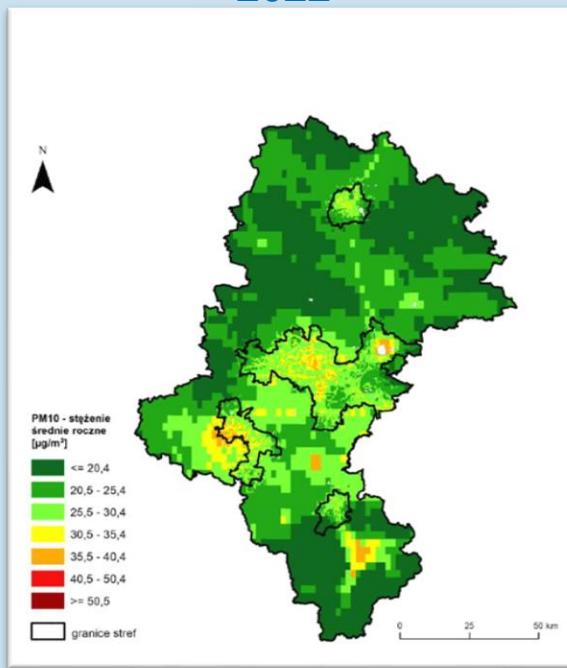 N
PM10 - stężenie
średnie roczne
[µg/m³]
<= 20,4
20,5 - 25,4
25,5 - 30,4
30,5 - 35,4
35,5 - 40,4
40,5 - 50,4
>= 50,5
granice stref
0 25 50 km